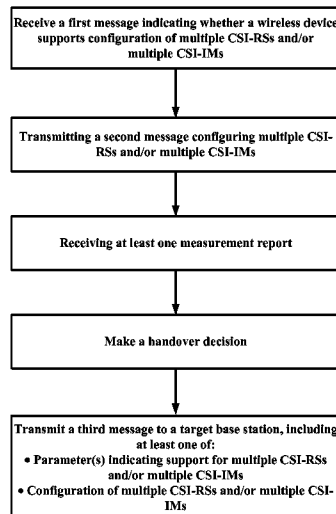 Receive a first message indicating whether a wireless device
supports configuration of multiple CSI-RSs and/or
multiple CSI-IMs
Transmitting a second message configuring multiple CSI-
RSs and/or multiple CSI-IMs
Receiving at least one measurement report
Make a handover decision
Transmit a third message to a target base station, including
at least one of:
• Parameter(s) indicating support for multiple CSI-RSs
and/or multiple CSI-IMs
• Configuration of multiple CSI-RSs and/or multiple CSI-
IMs